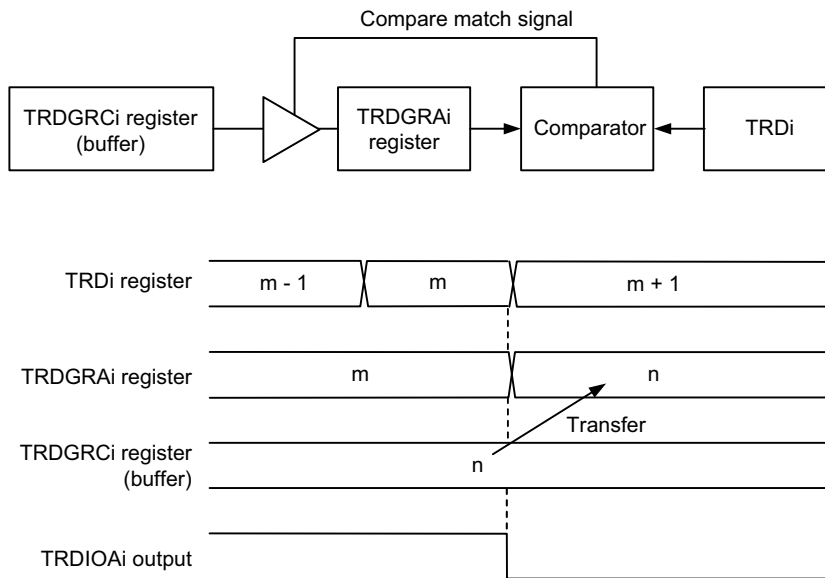 Compare match signal
TRDGRCi register
(buffer)
TRDGRAi
register
Comparator
TRDi
TRDi register
m - 1
m
m + 1
TRDGRAi register
m
n
Transfer
TRDGRCi register
(buffer)
n
TRDIOAi output